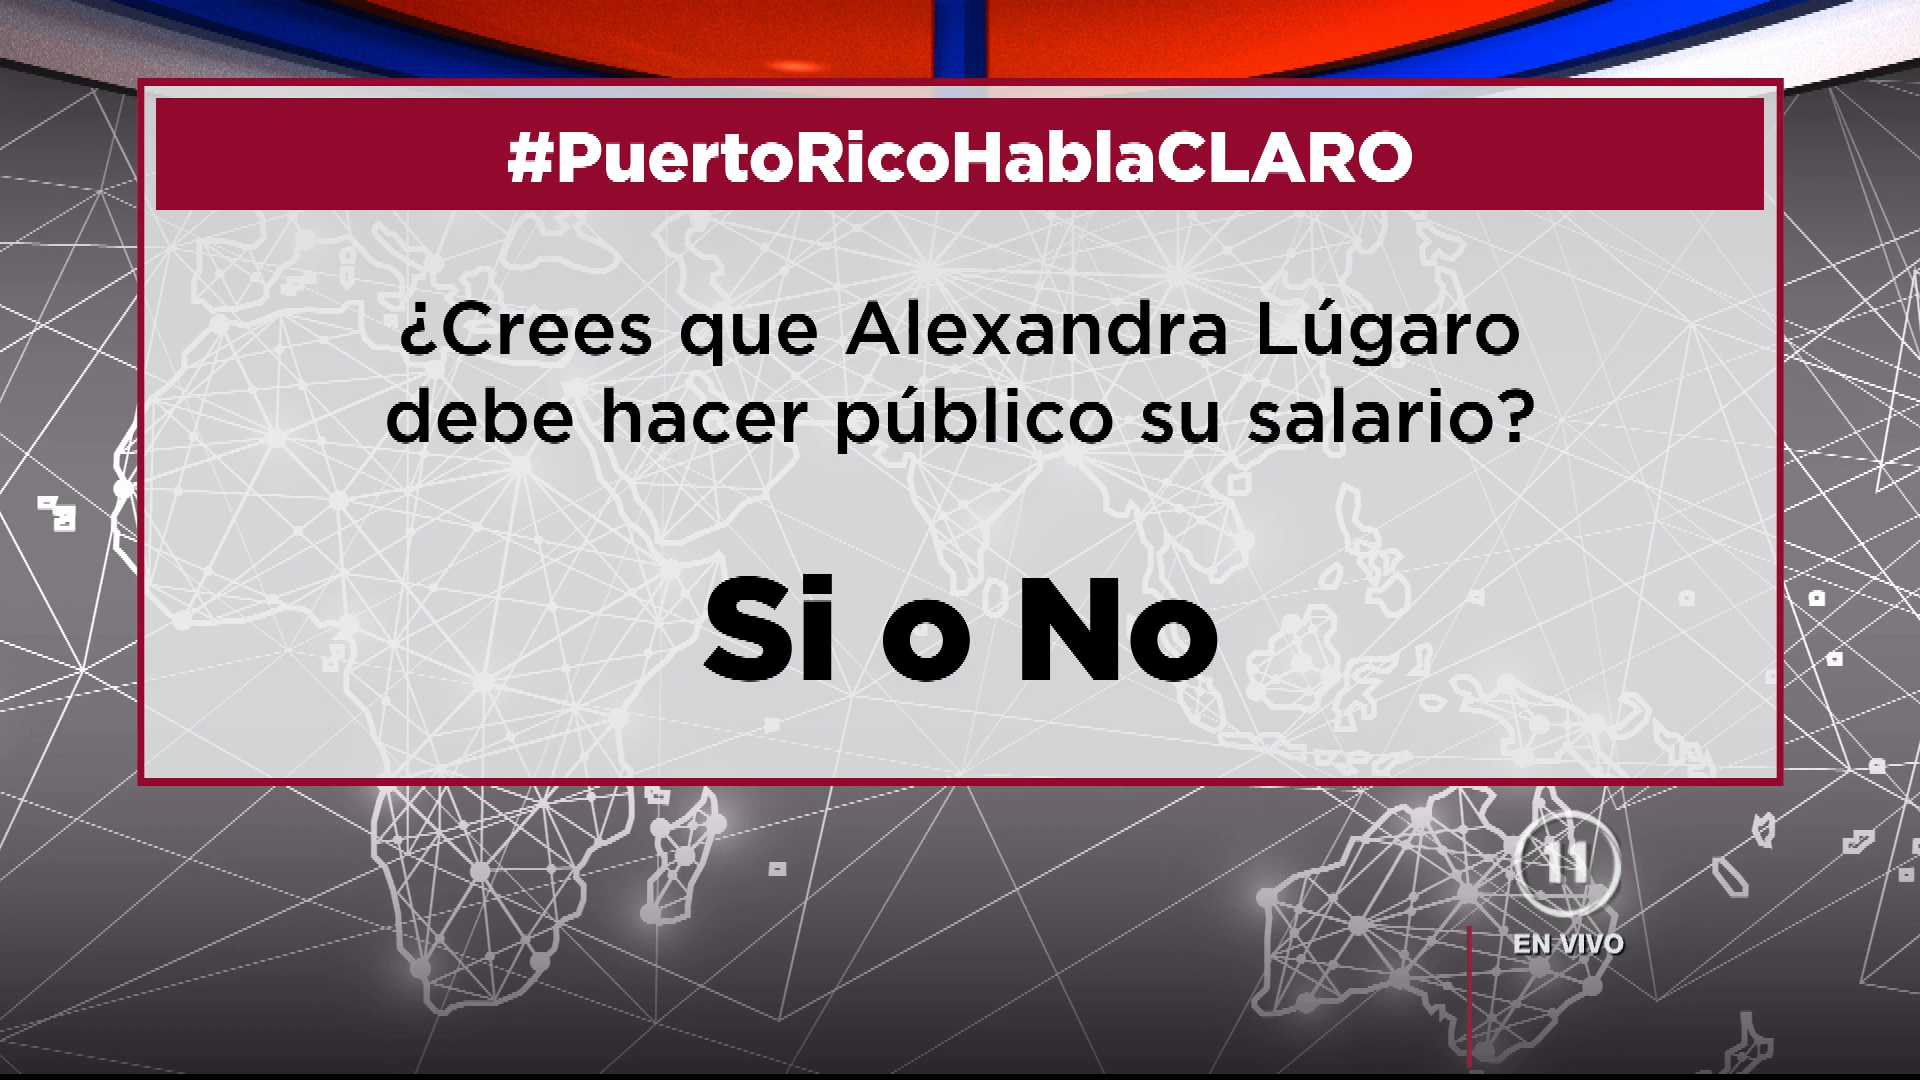 #PuertoRicoHablaCLARO
¿Crees que Alexandra Lúgaro
debe hacer público su salario?
Si o No
11
EN VIVO